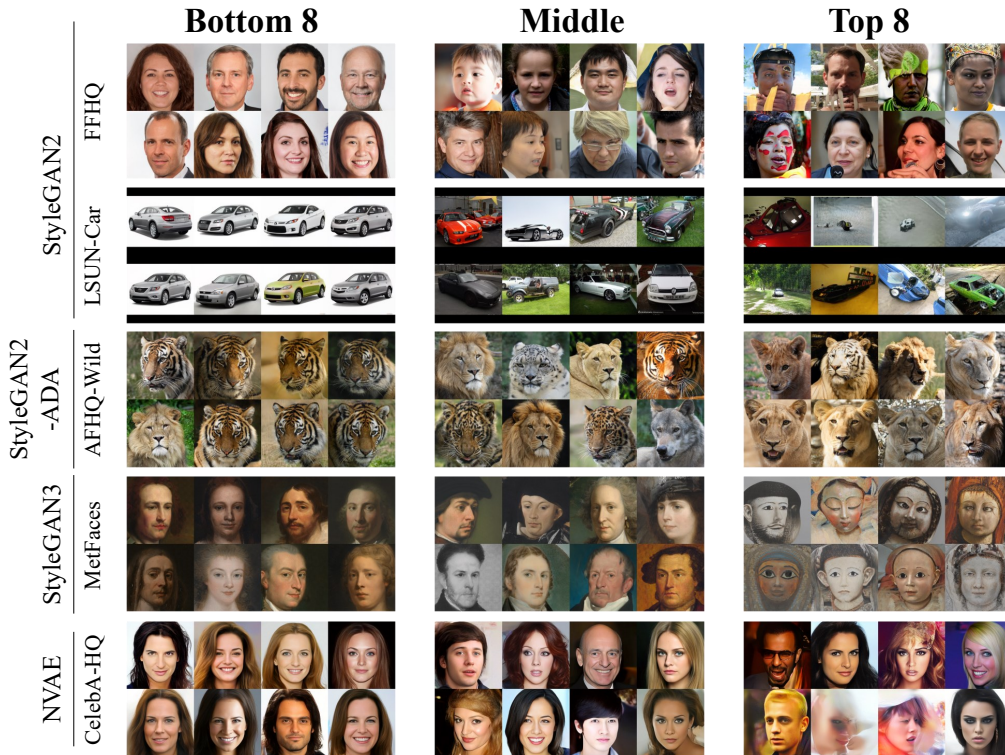 Bottom 8
Middle
Top 8
StyleGAN2
FFHQ
LSUN-Car
StyleGAN2
-ADA
AFHQ-Wild
StyleGAN3
MetFaces
NVAE
CelebA-HQ